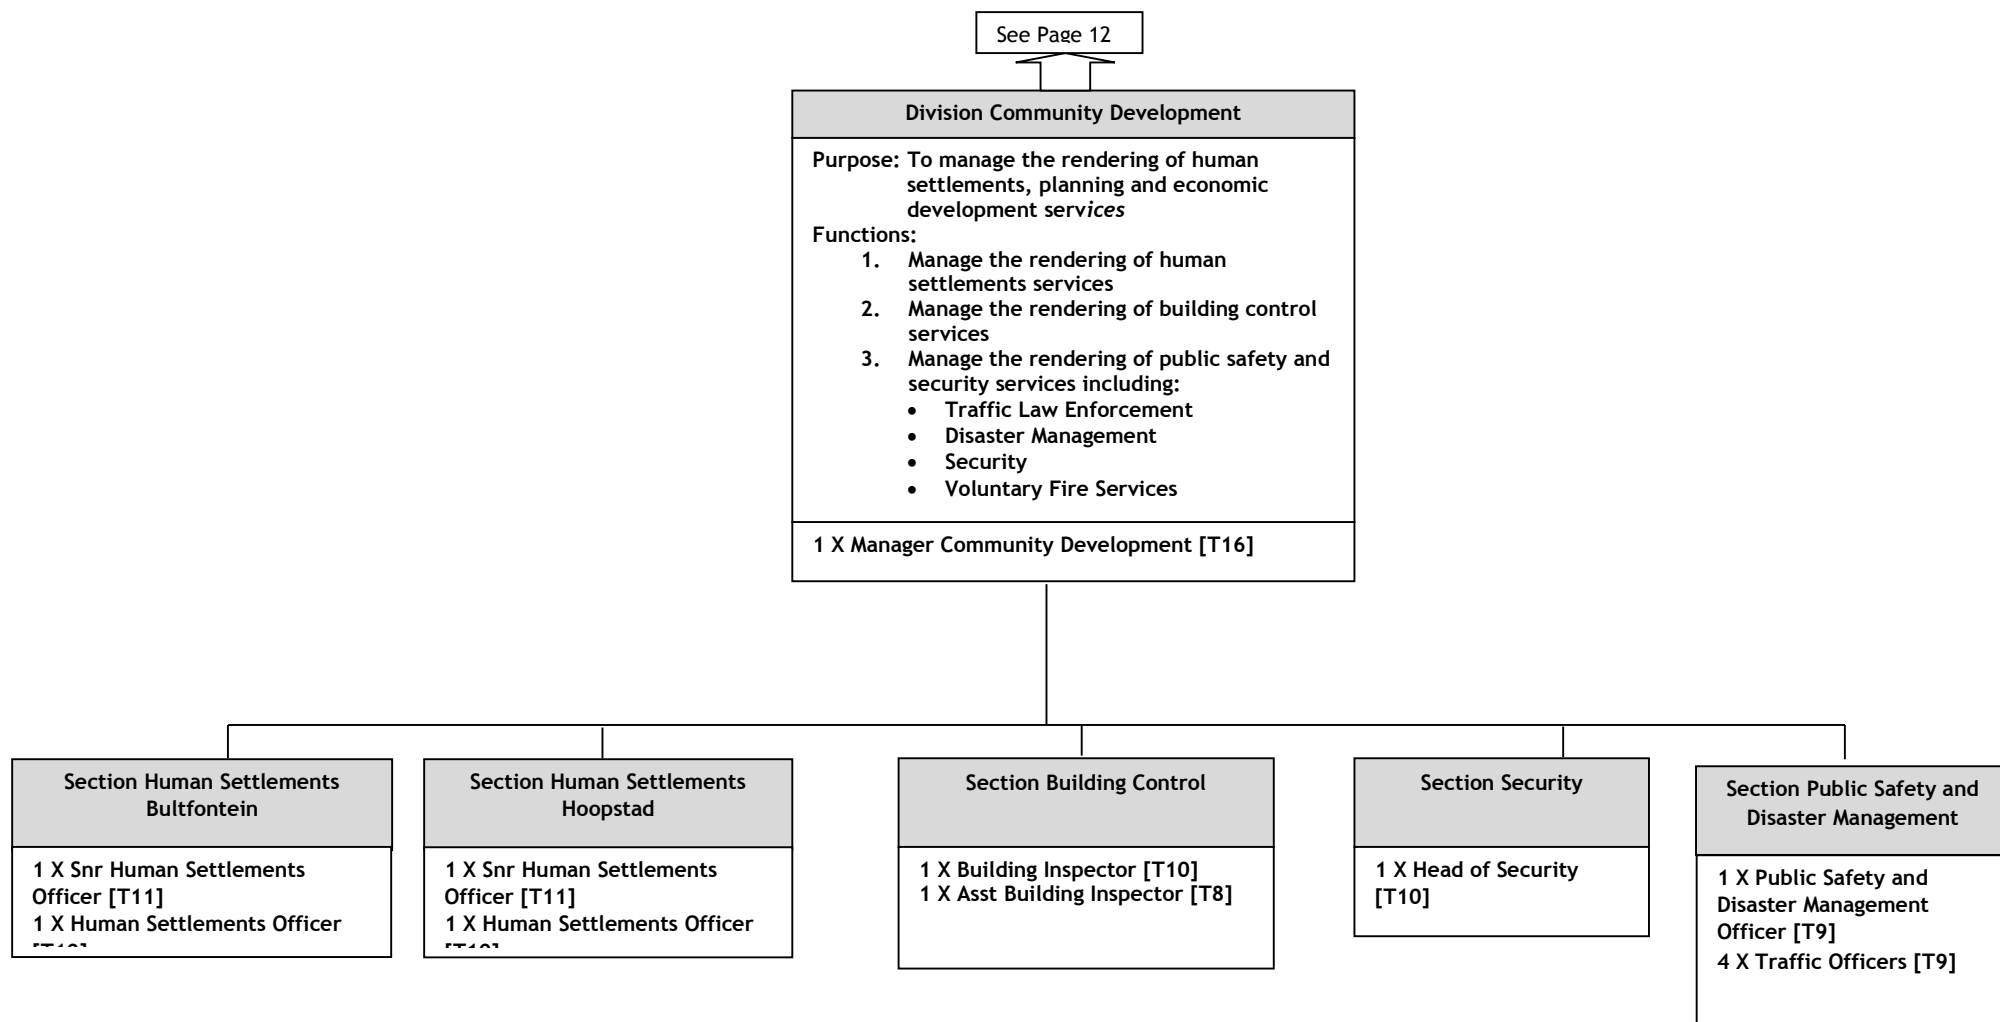 See Page 12
Division Community Development
Purpose: To manage the rendering of human
settlements, planning and economic
development services
Functions:
1. Manage the rendering of human
settlements services
2. Manage the rendering of building control
services
3. Manage the rendering of public safety and
security services including:
• Traffic Law Enforcement
• Disaster Management
• Security
• Voluntary Fire Services
1 X Manager Community Development [T16]
Section Human Settlements
Bultfontein
1 X Snr Human Settlements
Officer [T11]
1 X Human Settlements Officer
Section Human Settlements
Hoopstad
1 X Snr Human Settlements
Officer [T11]
1 X Human Settlements Officer
Section Building Control
1 X Building Inspector [T10]
1 X Asst Building Inspector [T8]
Section Security
1 X Head of Security
[T10]
Section Public Safety and
Disaster Management
1 X Public Safety and
Disaster Management
Officer [T9]
4 X Traffic Officers [T9]